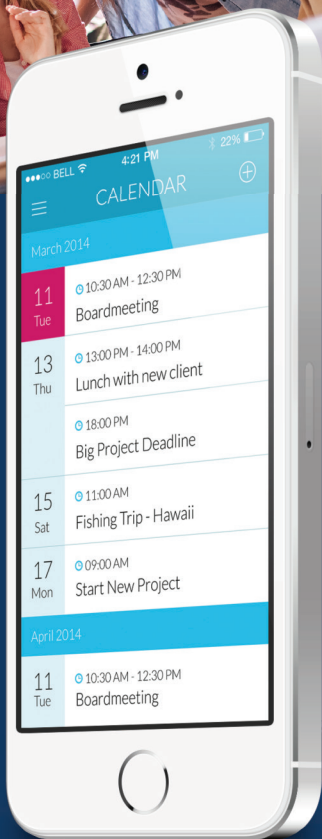 BELL 4:21 PM 22%
CALENDAR
March 2014
11 10:30 AM - 12:30 PM
Tue Boardmeeting
13 13:00 PM - 14:00 PM
Thu Lunch with new client
18:00 PM
Big Project Deadline
15 11:00 AM
Sat Fishing Trip - Hawaii
17 09:00 AM
Mon Start New Project
April 2014
11 10:30 AM - 12:30 PM
Tue Boardmeeting